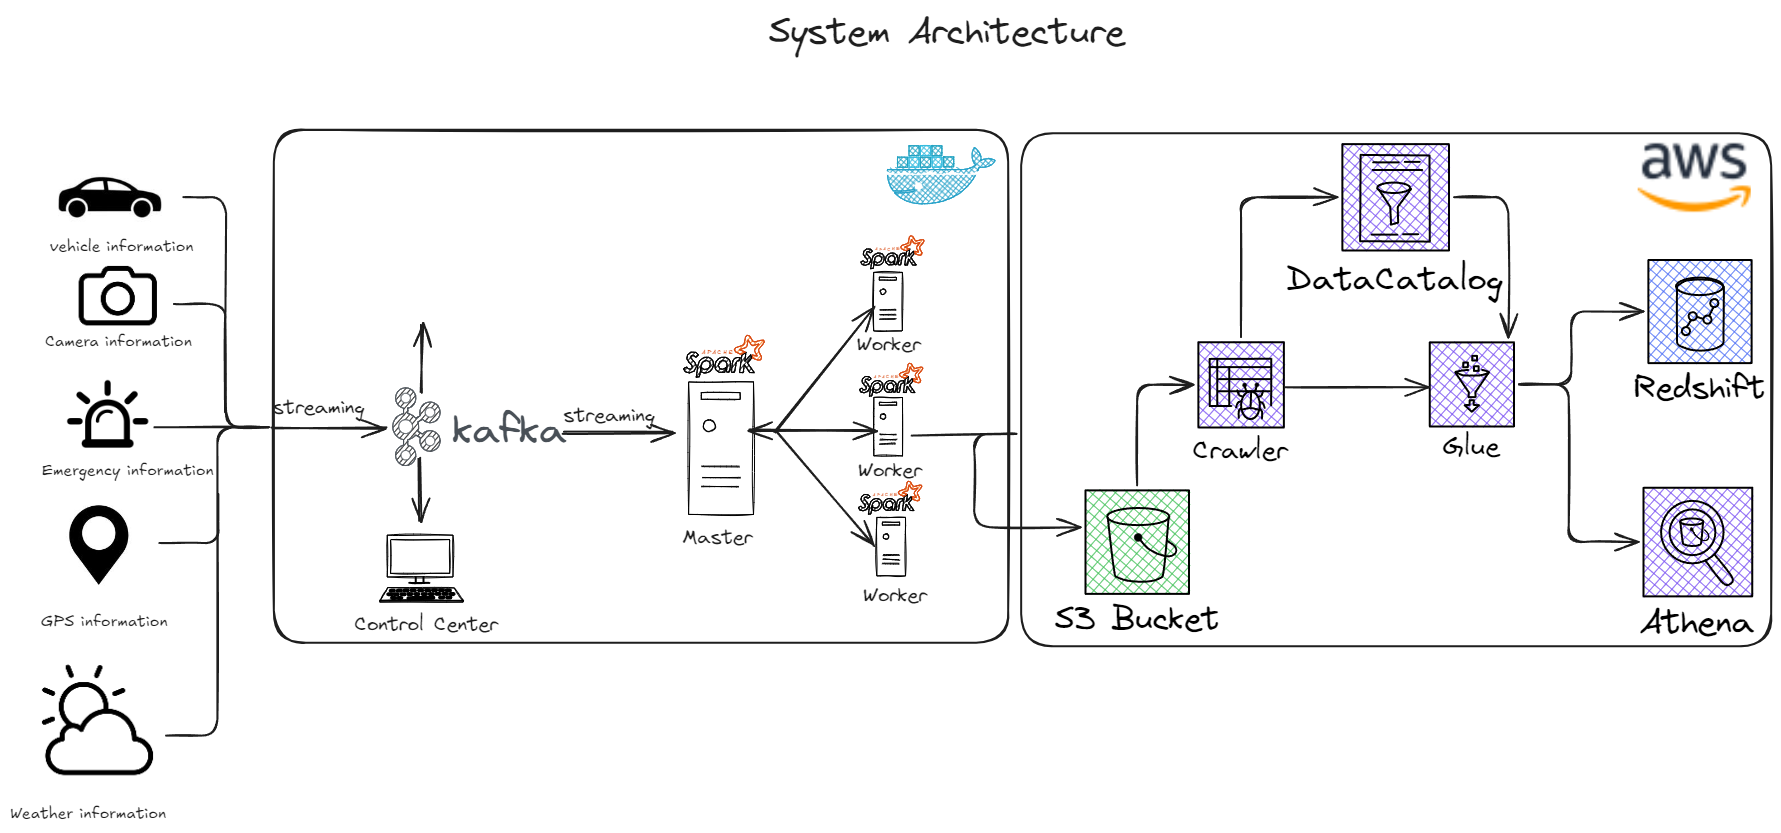 System Architecture
vehicle information
Camera information
Emergency information
GPS information
Weather information
streaming
kafka
streaming
Control Center
APACHE
Spark
Master
APACHE
Spark
Worker
APACHE
Spark
Worker
APACHE
Spark
Worker
aws
DataCatalog
Crawler
Glue
S3 Bucket
Redshift
Athena